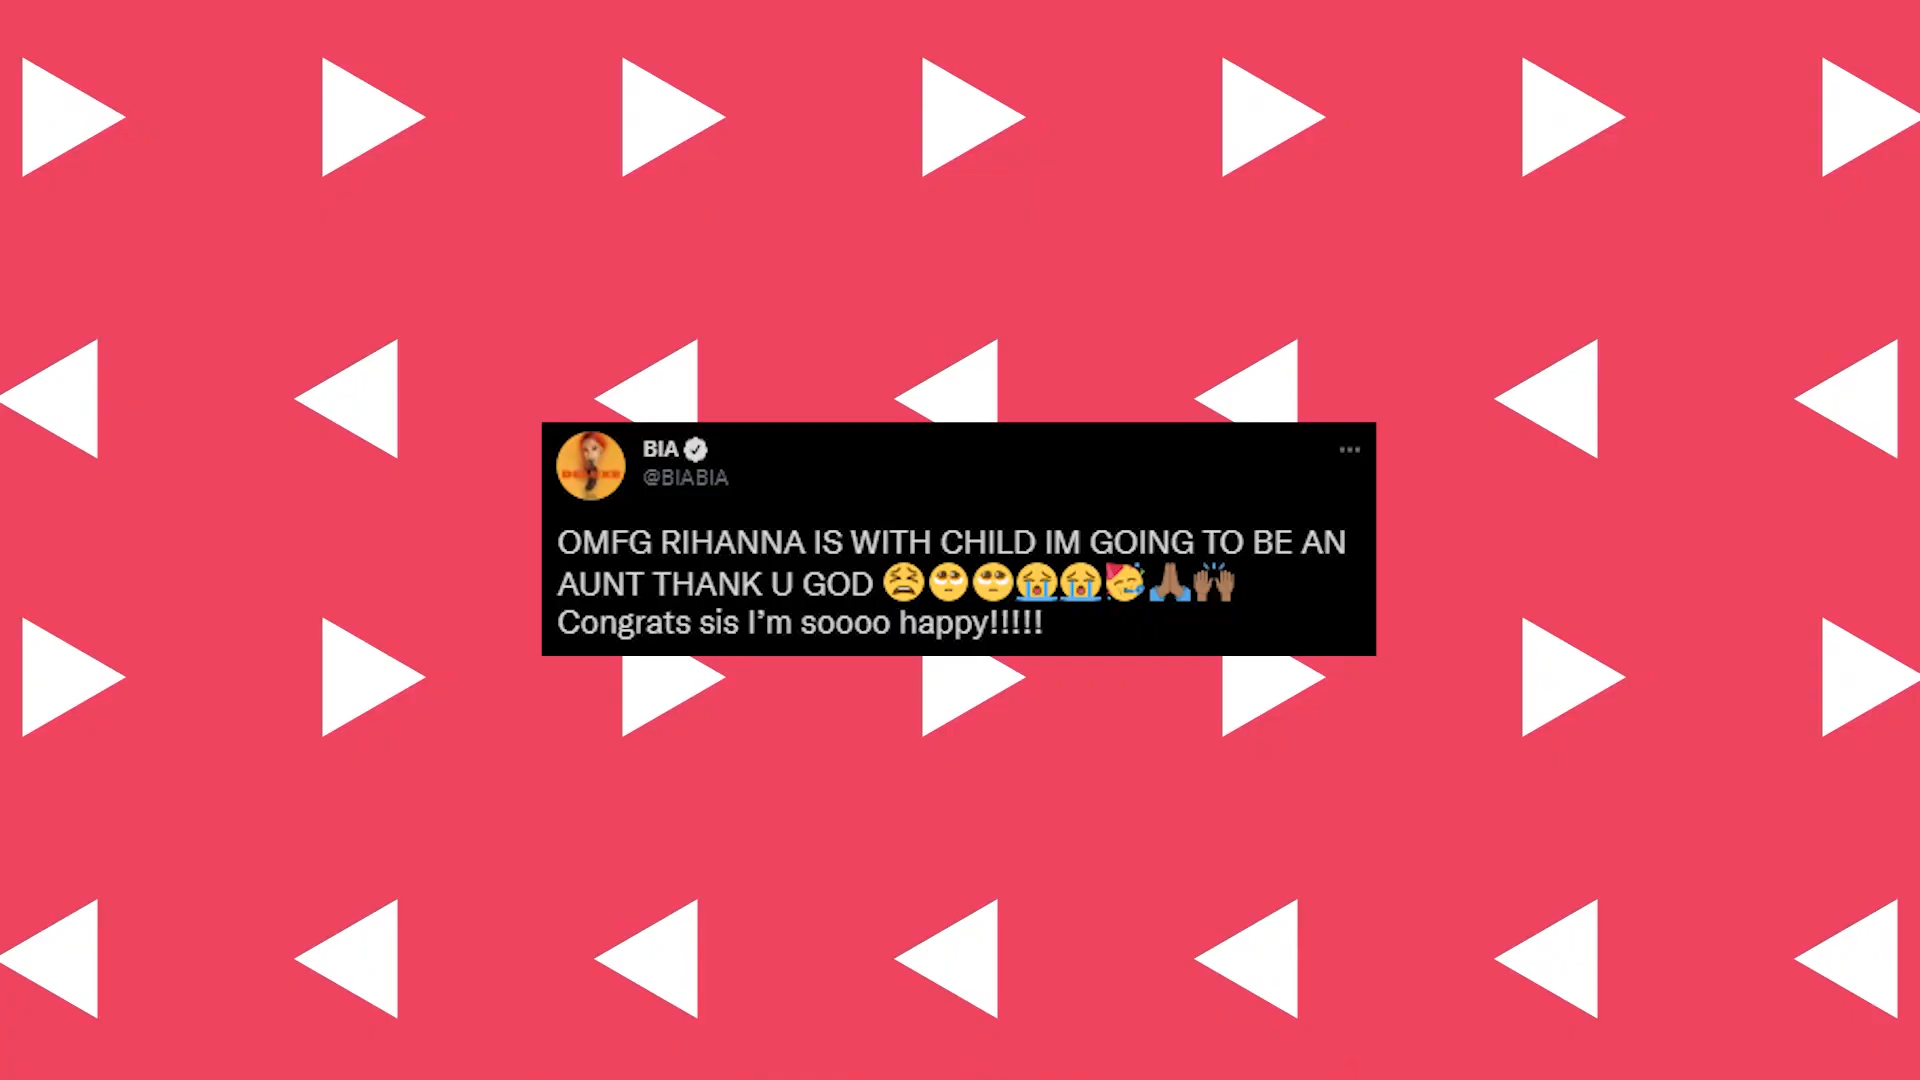 BIA
@BIABIA
OMFG RIHANNA IS WITH CHILD IM GOING TO BE AN
AUNT THANK U GOD 😫🥺🥺😭😭🥳🙏🏾🙌🏾
Congrats sis I’m soooo happy!!!!!